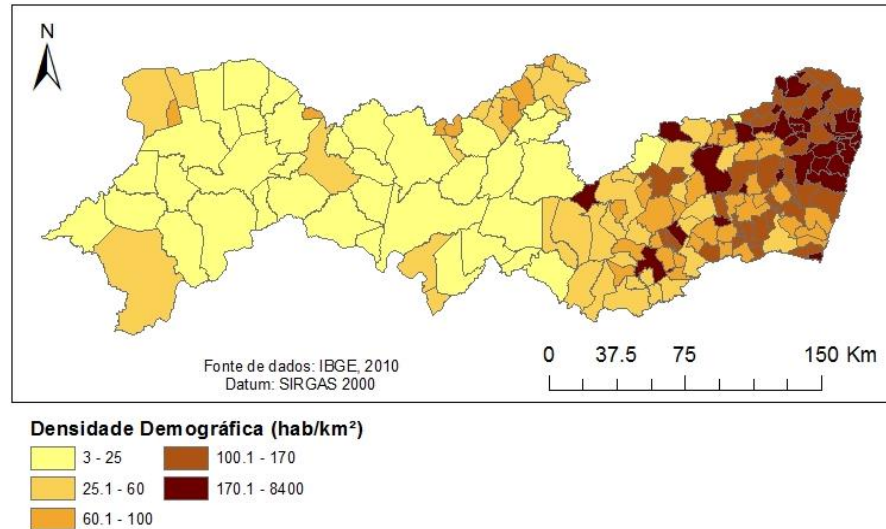 N
Fonte de dados: IBGE, 2010
Datum: SIRGAS 2000
0 37.5 75 150 Km
Densidade Demográfica (hab/km²)
3 - 25
25.1 - 60
60.1 - 100
100.1 - 170
170.1 - 8400